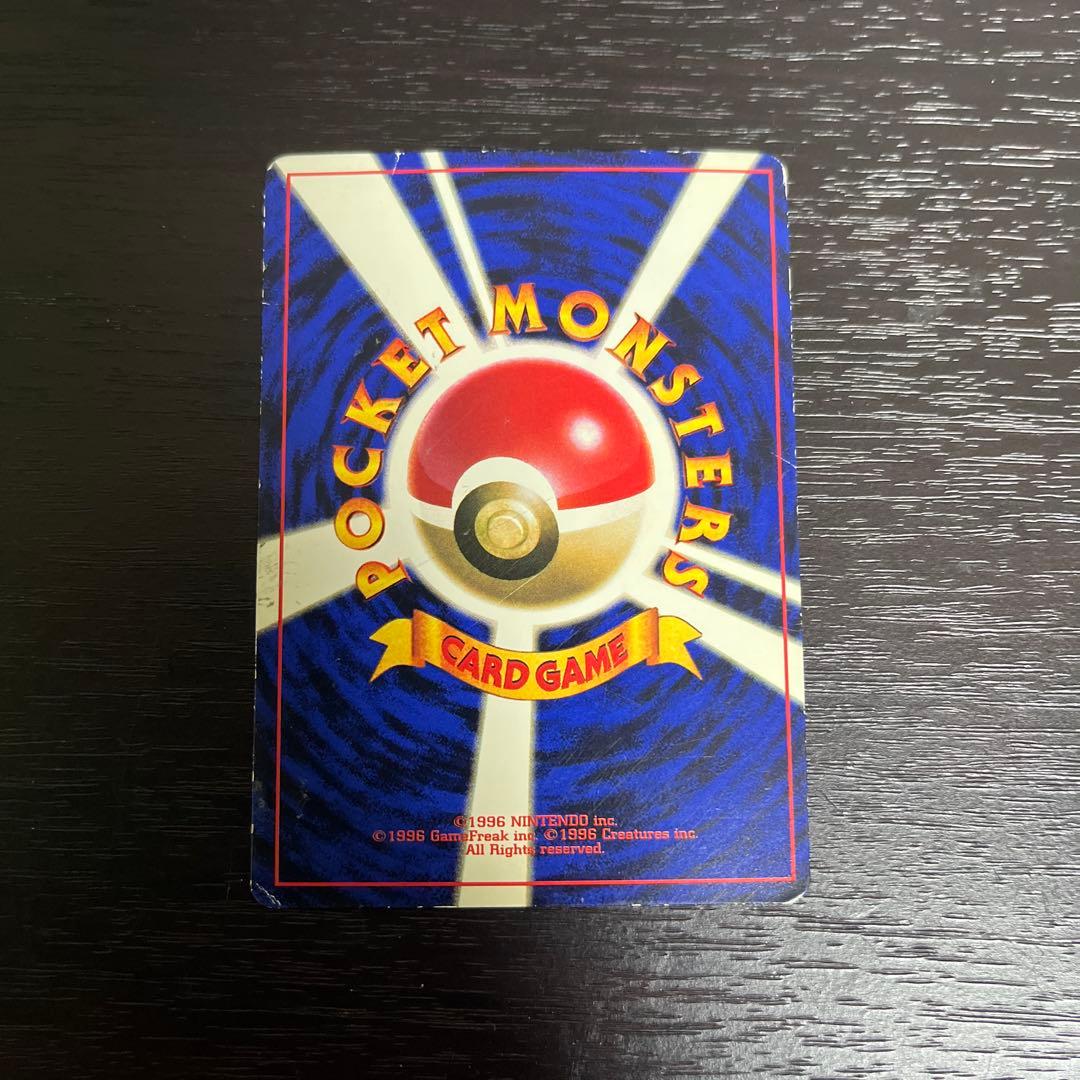 POCKET MONSTERS
CARD GAME
©1996 NINTENDO inc.
©1996 GameFreak inc. ©1996 Creatures inc.
All Rights reserved.